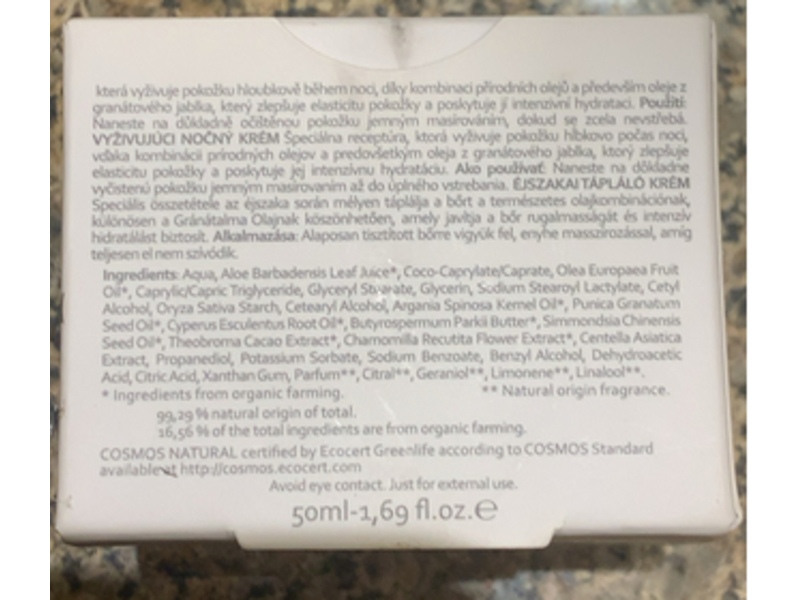 která vyživuje pokožku hloubkově během noci, díky kombinaci přírodních olejů a především oleje z
granátového jablka, který zlepšuje elasticitu pokožky a poskytuje jí intenzivní hydrataci. Použití:
Naneste na důkladně očištěnou pokožku jemným masírováním, dokud se zcela nevstřebá.
VYŽIVUJÚCI NOČNÝ KRÉM Špeciálna receptúra, ktorá vyživuje pokožku hĺbkovo počas noci,
vďaka kombinácii prírodných olejov a predovšetkým oleja z granátového jablka, ktorý zlepšuje
elasticitu pokožky a poskytuje jej intenzívnu hydratáciu. Ako používať: Naneste na dôkladne
vyčistenú pokožku jemným masírovaním až do úplného vstrebania. ÉJSZAKAI TÁPLÁLÓ KRÉM
Speciális összetétele az éjszaka során mélyen táplálja a bőrt a természetes olajkombinációnak,
különösen a Gránátalma Olajnak köszönhetően, amely javítja a bőr rugalmasságát és intenzív
hidratálást biztosít. Alkalmazása: Alaposan tisztított bőrre vigyük fel, enyhe masszírozással, amíg
teljesen el nem szívódik.
Ingredients: Aqua, Aloe Barbadensis Leaf Juice*, Coco-Caprylate/Caprate, Olea Europaea Fruit
Oil*, Caprylic/Capric Triglyceride, Glyceryl Stearate, Glycerin, Sodium Stearoyl Lactylate, Cetyl
Alcohol, Oryza Sativa Starch, Cetearyl Alcohol, Argania Spinosa Kernel Oil*, Punica Granatum
Seed Oil*, Cyperus Esculentus Root Oil*, Butyrospermum Parkii Butter*, Simmondsia Chinensis
Seed Oil*, Theobroma Cacao Extract*, Chamomilla Recutita Flower Extract*, Centella Asiatica
Extract, Propanediol, Potassium Sorbate, Sodium Benzoate, Benzyl Alcohol, Dehydroacetic
Acid, Citric Acid, Xanthan Gum, Parfum**, Citral**, Geraniol**, Limonene**, Linalool**.
* Ingredients from organic farming. ** Natural origin fragrance.
99,29 % natural origin of total.
16,56 % of the total ingredients are from organic farming.
COSMOS NATURAL certified by Ecocert Greenlife according to COSMOS Standard
available at http://cosmos.ecocert.com
Avoid eye contact. Just for external use.
50ml-1,69 fl.oz.℮